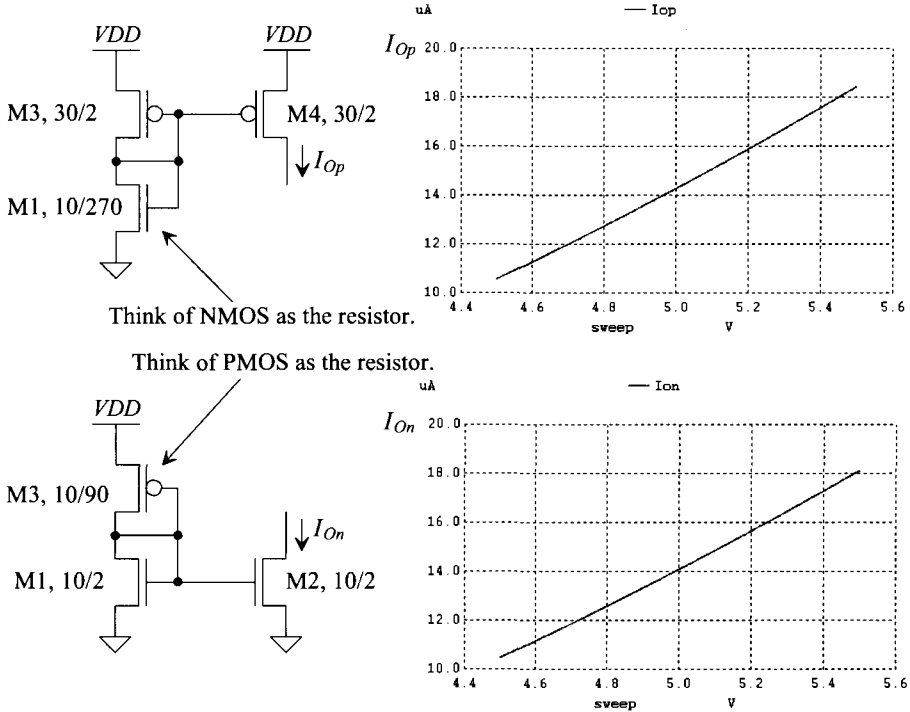 VDD
VDD
M3, 30/2
M4, 30/2
I_Op
M1, 10/270
Think of NMOS as the resistor.
uA
Iop
I_Op
20.0
18.0
16.0
14.0
12.0
10.0
4.4 4.6 4.8 5.0 5.2 5.4 5.6
sweep V
Think of PMOS as the resistor.
VDD
M3, 10/90
I_On
M1, 10/2
M2, 10/2
uA
Ion
I_On
20.0
18.0
16.0
14.0
12.0
10.0
4.4 4.6 4.8 5.0 5.2 5.4 5.6
sweep V